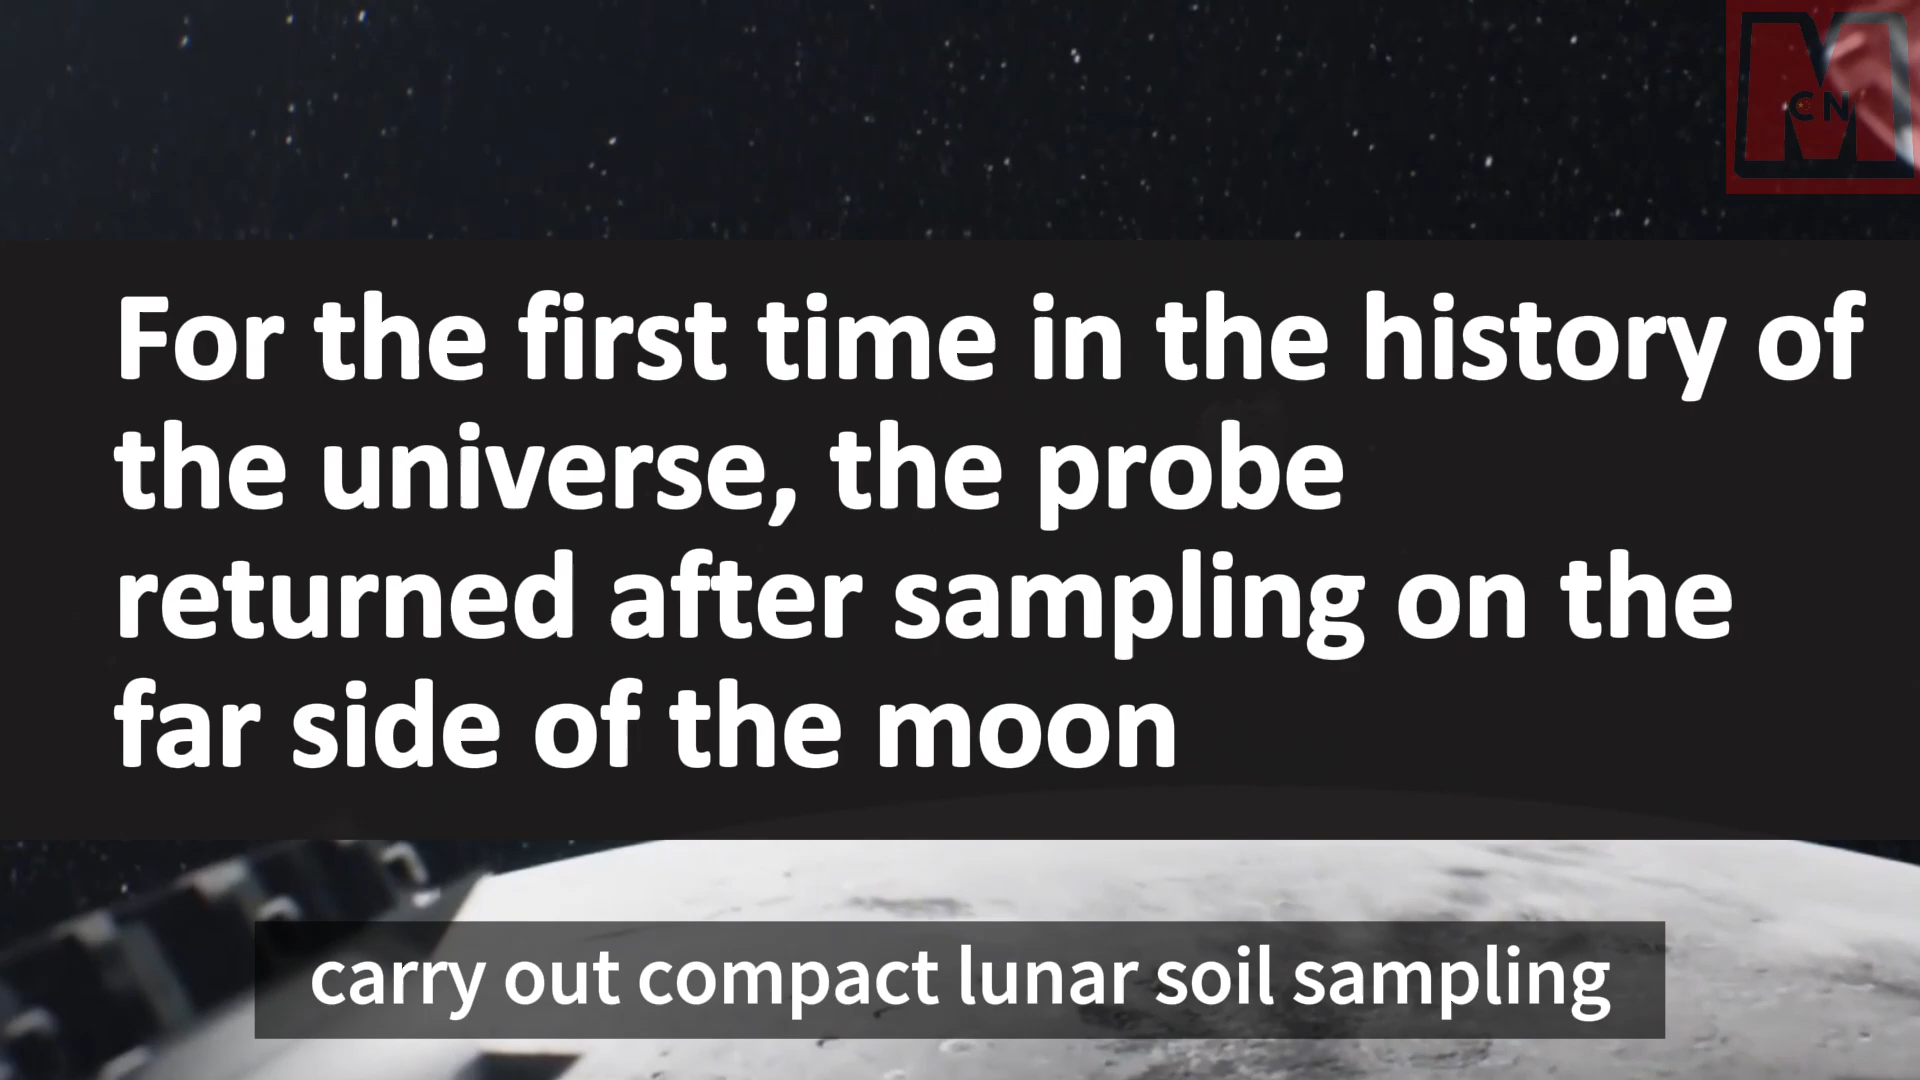 M
CN
For the first time in the history of
the universe, the probe
returned after sampling on the
far side of the moon
carry out compact lunar soil sampling